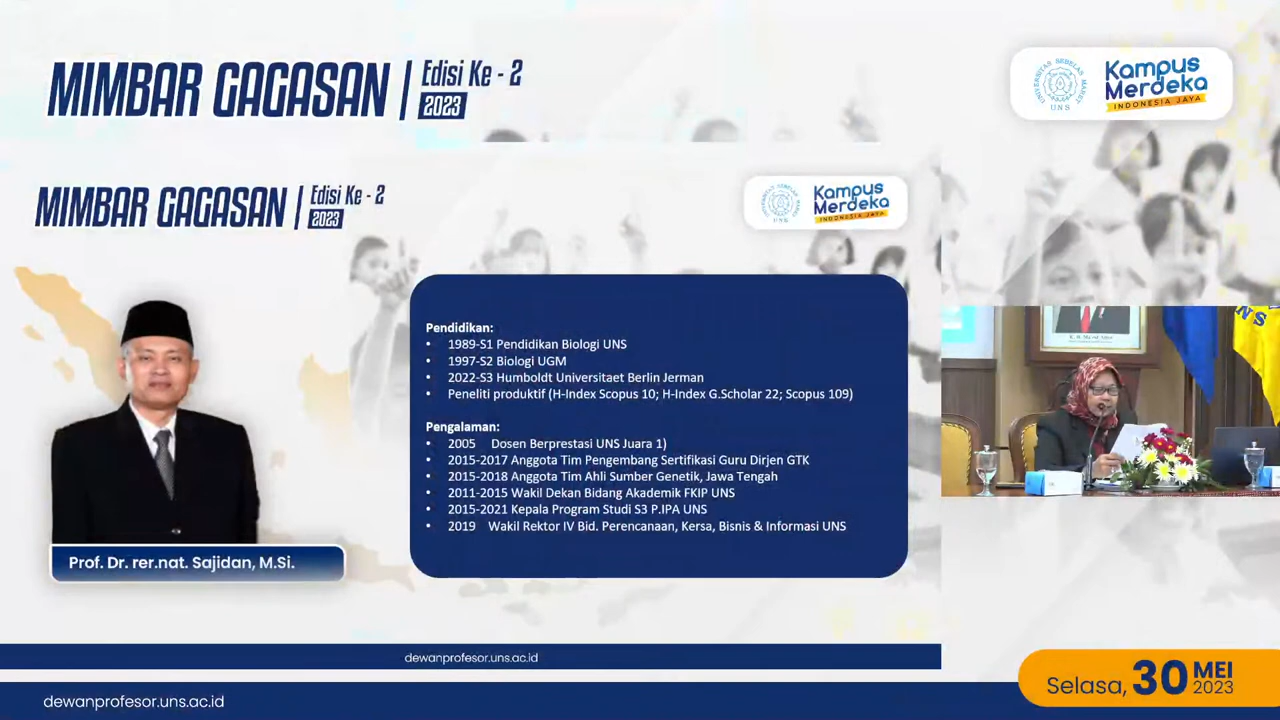 MIMBAR GAGASAN
Edisi Ke - 2
2023
UNIVERSITAS SEBELAS MARET
UNS
Kampus
Merdeka
INDONESIA JAYA
MIMBAR GAGASAN
Edisi Ke - 2
2023
UNS
Kampus
Merdeka
INDONESIA JAYA
Pendidikan:
• 1989-S1 Pendidikan Biologi UNS
• 1997-S2 Biologi UGM
• 2022-S3 Humboldt Universitaet Berlin Jerman
• Peneliti produktif (H-Index Scopus 10; H-Index G.Scholar 22; Scopus 109)
Pengalaman:
• 2005 Dosen Berprestasi UNS Juara 1)
• 2015-2017 Anggota Tim Pengembang Sertifikasi Guru Dirjen GTK
• 2015-2018 Anggota Tim Ahli Sumber Genetik, Jawa Tengah
• 2011-2015 Wakil Dekan Bidang Akademik FKIP UNS
• 2015-2021 Kepala Program Studi S3 P.IPA UNS
• 2019 Wakil Rektor IV Bid. Perencanaan, Kersa, Bisnis & Informasi UNS
Prof. Dr. rer.nat. Sajidan, M.Si.
dewanprofesor.uns.ac.id
dewanprofesor.uns.ac.id
Selasa, 30 MEI
2023